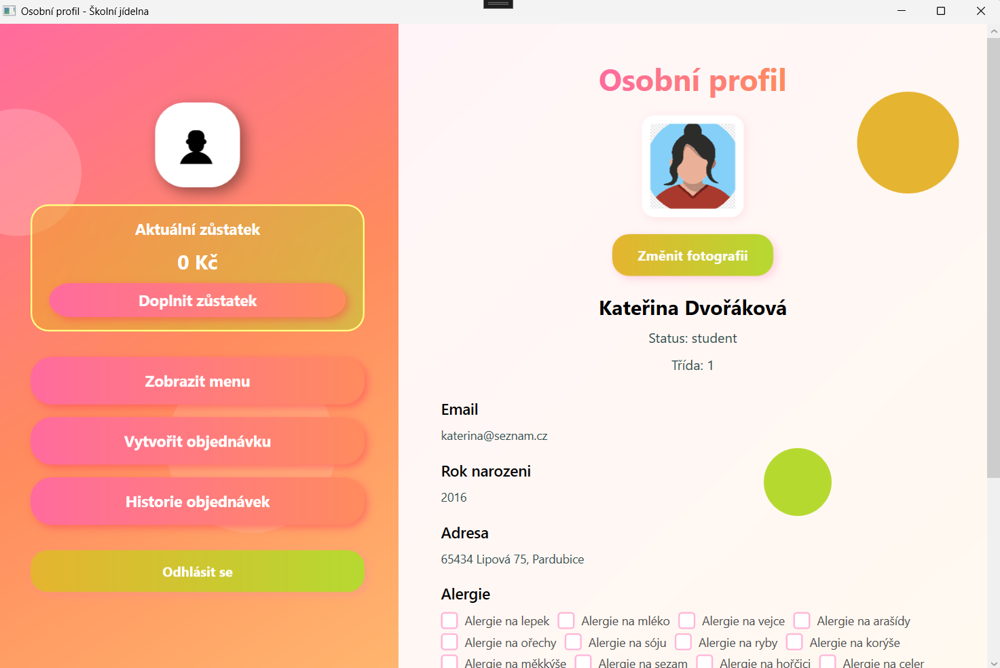 Osobní profil - Školní jídelna
Aktuální zůstatek
0 Kč
Doplnit zůstatek
Zobrazit menu
Vytvořit objednávku
Historie objednávek
Odhlásit se
Osobní profil
Změnit fotografii
Kateřina Dvořáková
Status: student
Třída: 1
Email
katerina@seznam.cz
Rok narozeni
2016
Adresa
65434 Lipová 75, Pardubice
Alergie
Alergie na lepek Alergie na mléko Alergie na vejce Alergie na arašídy
Alergie na ořechy Alergie na sóju Alergie na ryby Alergie na korýše
Alergie na měkkýše Alergie na sezam Alergie na hořčici Alergie na celer